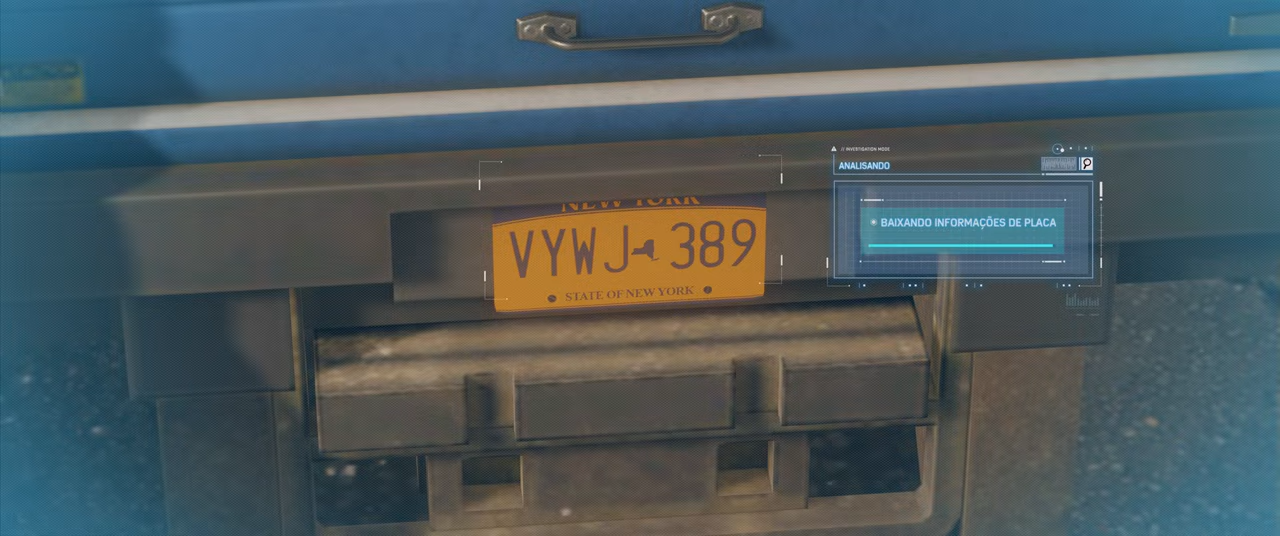 NEW YORK
VYWJ 389
STATE OF NEW YORK
// INVESTIGATION MODE
ANALISANDO
BAIXANDO INFORMAÇÕES DE PLACA